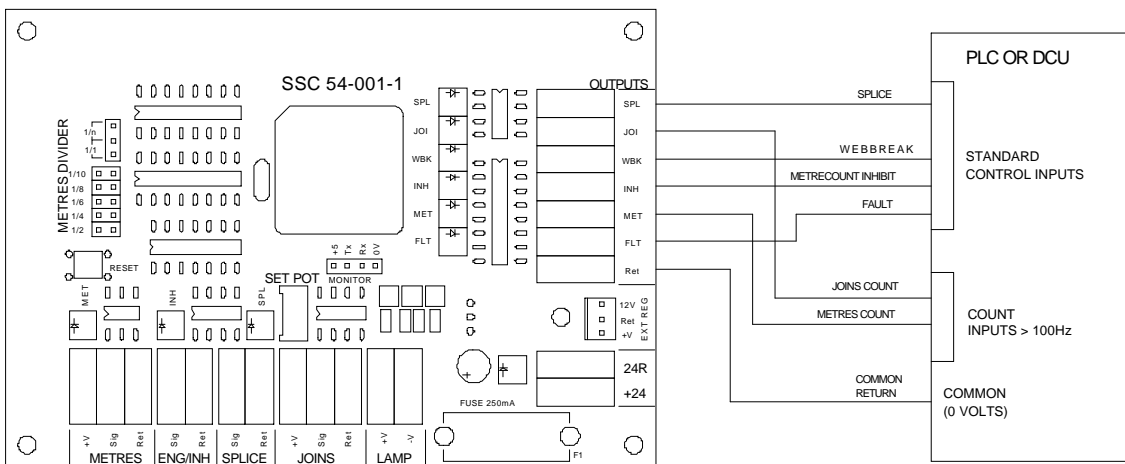 SSC 54-001-1
OUTPUTS
PLC OR DCU
METRES DIVIDER
1/n
1/1
1/10
1/8
1/6
1/4
1/2
RESET
SPL
JOI
WBK
INH
MET
FLT
SPL
JOI
WBK
INH
MET
FLT
Ret
SPLICE
WEBBREAK
METRECOUNT INHIBIT
FAULT
JOINS COUNT
METRES COUNT
COMMON
RETURN
STANDARD
CONTROL INPUTS
COUNT
INPUTS > 100Hz
COMMON
(0 VOLTS)
+5
Tx
Rx
0V
MONITOR
SET POT
MET
INH
SPL
12V
Ret
+V
EXT REG
24R
+24
FUSE 250mA
F1
+V
Sig
Ret
Sig
Ret
Sig
Ret
+V
Sig
Ret
+V
-V
METRES
ENG/INH
SPLICE
JOINS
LAMP